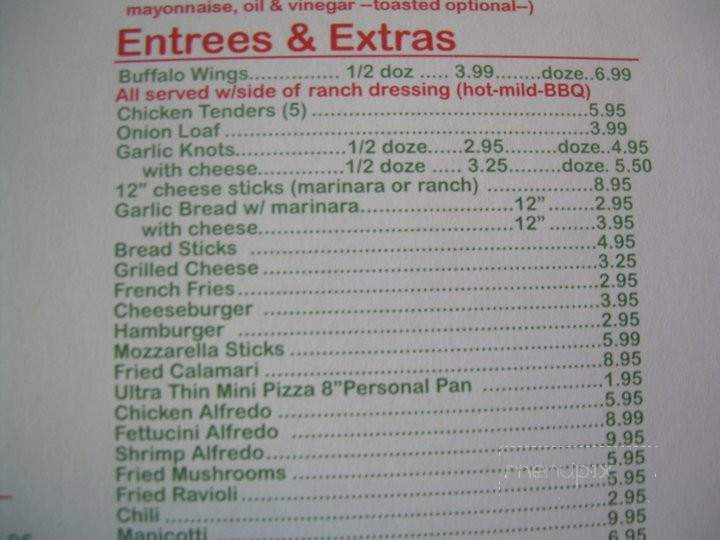 mayonnaise, oil & vinegar --toasted optional--)
Entrees & Extras
Buffalo Wings............... 1/2 doz ..... 3.99........doze..6.99
All served w/side of ranch dressing (hot-mild-BBQ)
Chicken Tenders (5) ..............................................5.95
Onion Loaf .............................................................3.99
Garlic Knots...................1/2 doze......2.95.........doze..4.95
with cheese..............1/2 doze ..... 3.25.........doze. 5.50
12” cheese sticks (marinara or ranch) ..................8.95
Garlic Bread w/ marinara..........................12” ........2.95
with cheese...........................................12” ........3.95
Bread Sticks ..........................................................4.95
Grilled Cheese ........................................................3.25
French Fries............................................................2.95
Cheeseburger ........................................................3.95
Hamburger ............................................................2.95
Mozzarella Sticks ....................................................5.99
Fried Calamari ........................................................8.95
Ultra Thin Mini Pizza 8”Personal Pan ....................1.95
Chicken Alfredo ......................................................5.95
Fettucini Alfredo ....................................................8.99
Shrimp Alfredo........................................................9.95
Fried Mushrooms ....................................................5.95
Fried Ravioli............................................................5.95
Chili ........................................................................2.95
Manicotti ................................................................9.95
6.95
menupix